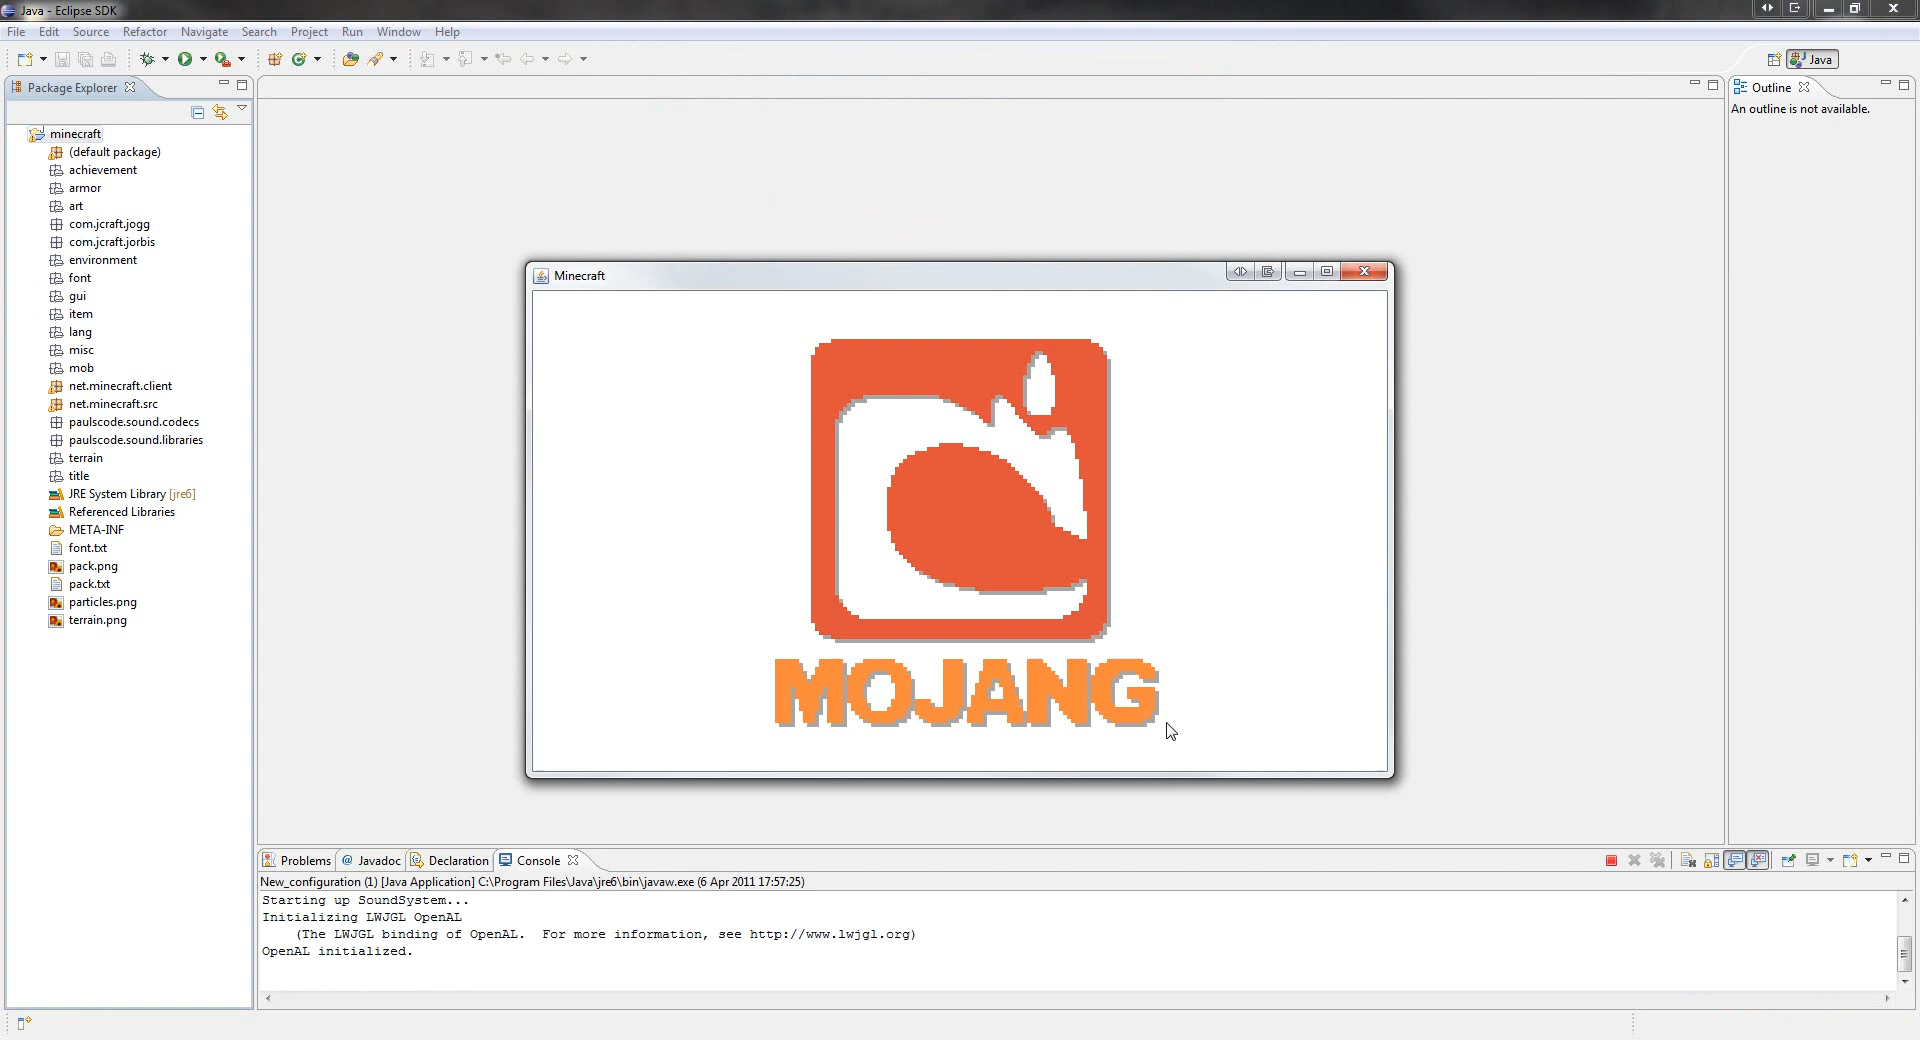 Java - Eclipse SDK
File Edit Source Refactor Navigate Search Project Run Window Help
Java
Package Explorer
Outline
An outline is not available.
minecraft
(default package)
achievement
armor
art
com.jcraft.jogg
com.jcraft.jorbis
environment
font
gui
item
lang
misc
mob
net.minecraft.client
net.minecraft.src
paulscode.sound.codecs
paulscode.sound.libraries
terrain
title
JRE System Library [jre6]
Referenced Libraries
META-INF
font.txt
pack.png
pack.txt
particles.png
terrain.png
Minecraft
MOJANG
Problems @ Javadoc Declaration Console
New_configuration (1) [Java Application] C:\Program Files\Java\jre6\bin\javaw.exe (6 Apr 2011 17:57:25)
Starting up SoundSystem...
Initializing LWJGL OpenAL
(The LWJGL binding of OpenAL.  For more information, see http://www.lwjgl.org)
OpenAL initialized.